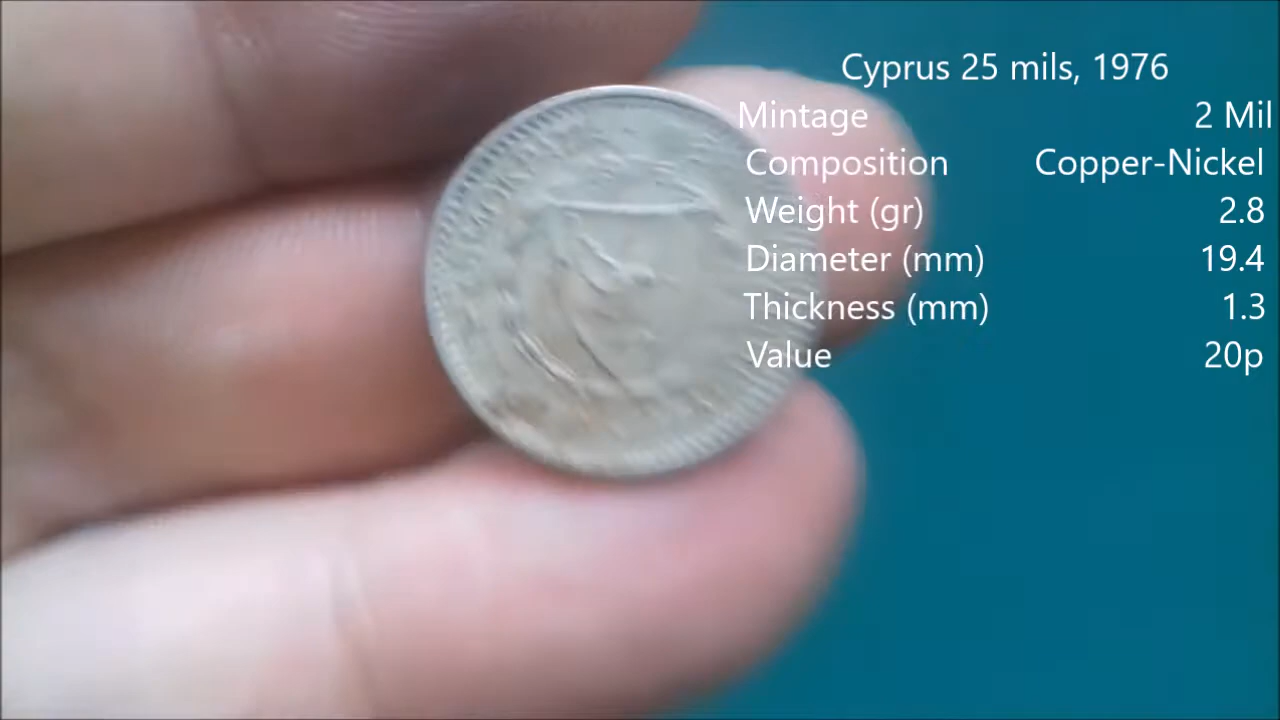 Cyprus 25 mils, 1976
Mintage 2 Mil
Composition Copper-Nickel
Weight (gr) 2.8
Diameter (mm) 19.4
Thickness (mm) 1.3
Value 20p